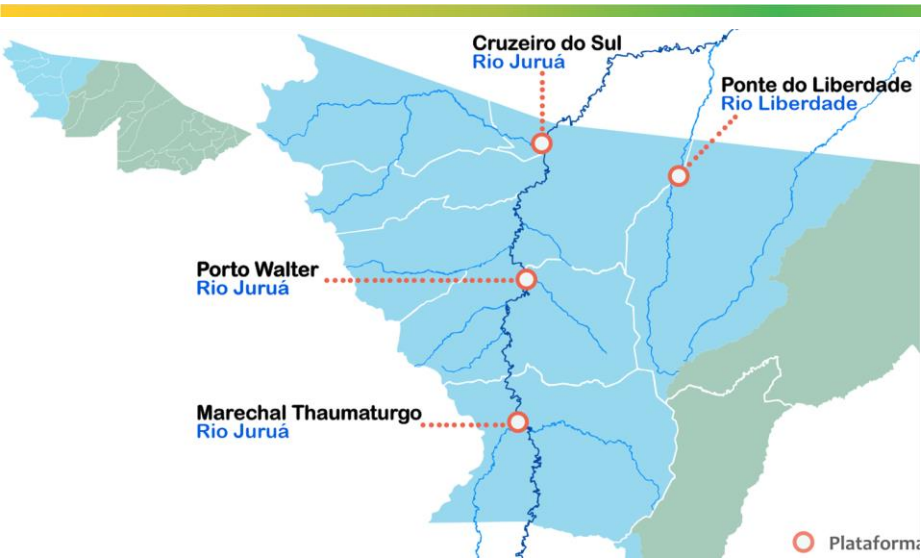 Cruzeiro do Sul
Rio Juruá
Ponte do Liberdade
Rio Liberdade
Porto Walter
Rio Juruá
Marechal Thaumaturgo
Rio Juruá
Plataforma